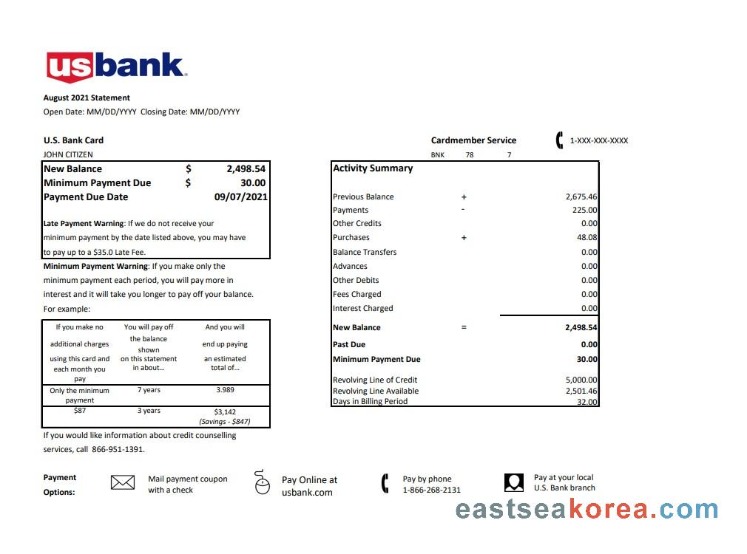 usbank
August 2021 Statement
Open Date: MM/DD/YYYY Closing Date: MM/DD/YYYY
U.S. Bank Card
JOHN CITIZEN
New Balance $ 2,498.54
Minimum Payment Due $ 30.00
Payment Due Date 09/07/2021
Late Payment Warning: If we do not receive your
minimum payment by the date listed above, you may have
to pay up to a $35.0 Late Fee.
Minimum Payment Warning: If you make only the
minimum payment each period, you will pay more in
interest and it will take you longer to pay off your balance.
For example:
If you make no
additional charges
using this card and
each month you
pay
You will pay off
the balance
shown
on this statement
in about...
And you will
end up paying
an estimated
total of...
Only the minimum
payment
7 years
3.989
$87
3 years
$3,142
(Savings - $847)
If you would like information about credit counselling
services, call 866-951-1391.
Cardmember Service 1-XXX-XXX-XXXX
BNK 78 7
Activity Summary
Previous Balance + 2,675.46
Payments - 225.00
Other Credits 0.00
Purchases + 48.08
Balance Transfers 0.00
Advances 0.00
Other Debits 0.00
Fees Charged 0.00
Interest Charged 0.00
New Balance = 2,498.54
Past Due 0.00
Minimum Payment Due 30.00
Revolving Line of Credit 5,000.00
Revolving Line Available 2,501.46
Days in Billing Period 32.00
Payment
Options:
Mail payment coupon
with a check
Pay Online at
usbank.com
Pay by phone
1-866-268-2131
Pay at your local
U.S. Bank branch
eastseakorea.com